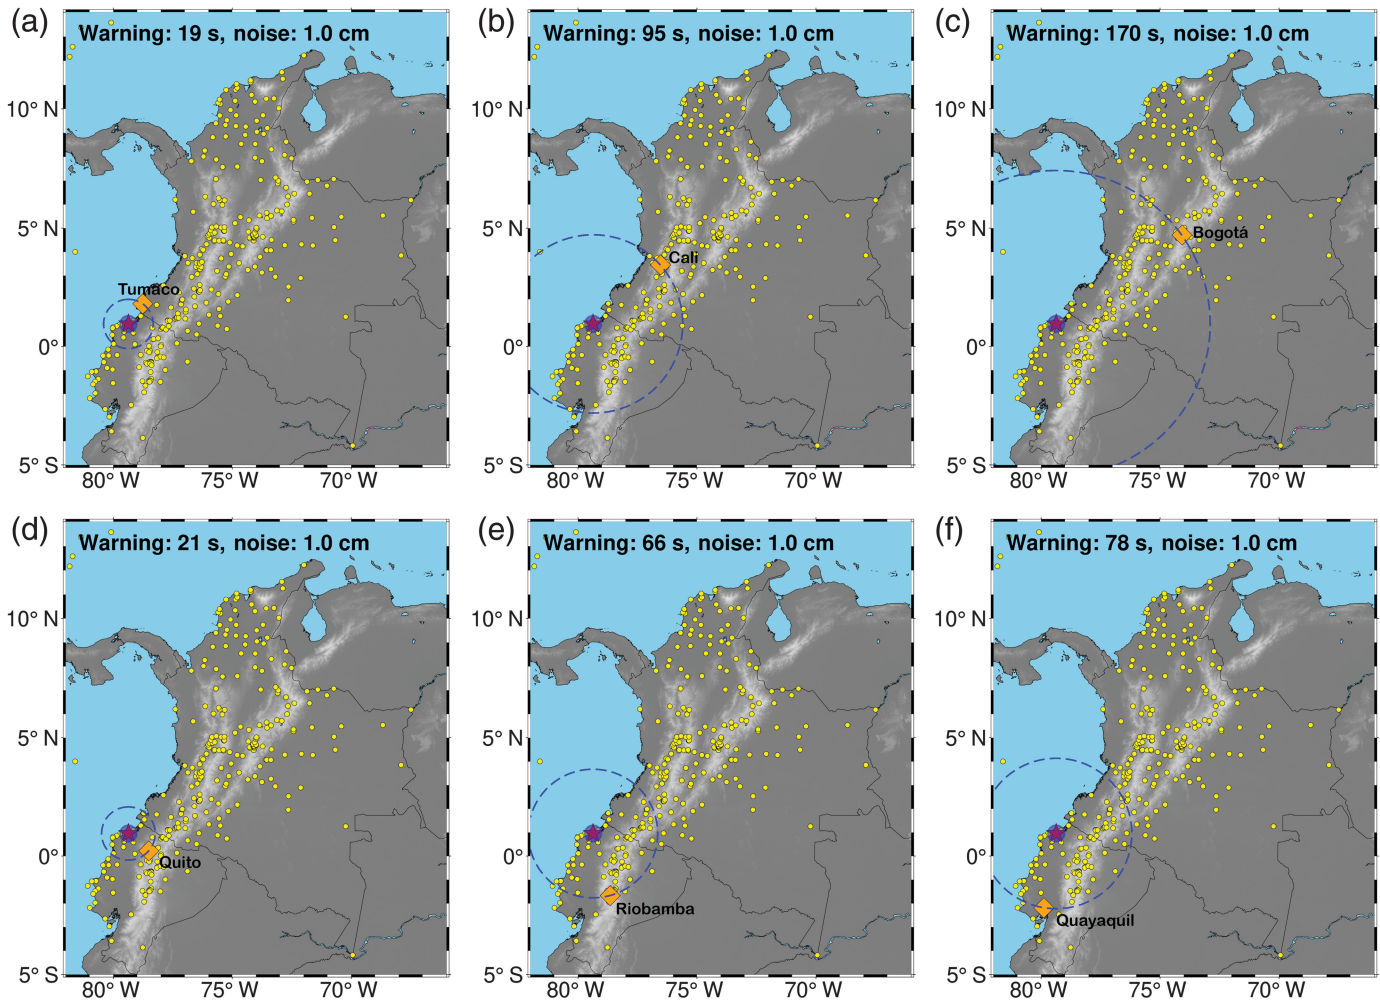 (a)
Warning: 19 s, noise: 1.0 cm
(b)
Warning: 95 s, noise: 1.0 cm
(c)
Warning: 170 s, noise: 1.0 cm
10° N
10° N
10° N
5° N
5° N
5° N
Tumaco
Cali
Bogotá
0°
0°
0°
5° S
5° S
5° S
80° W
75° W
70° W
80° W
75° W
70° W
80° W
75° W
70° W
(d)
Warning: 21 s, noise: 1.0 cm
(e)
Warning: 66 s, noise: 1.0 cm
(f)
Warning: 78 s, noise: 1.0 cm
10° N
10° N
10° N
5° N
5° N
5° N
0°
0°
0°
Quito
Riobamba
Quayaquil
5° S
5° S
5° S
80° W
75° W
70° W
80° W
75° W
70° W
80° W
75° W
70° W